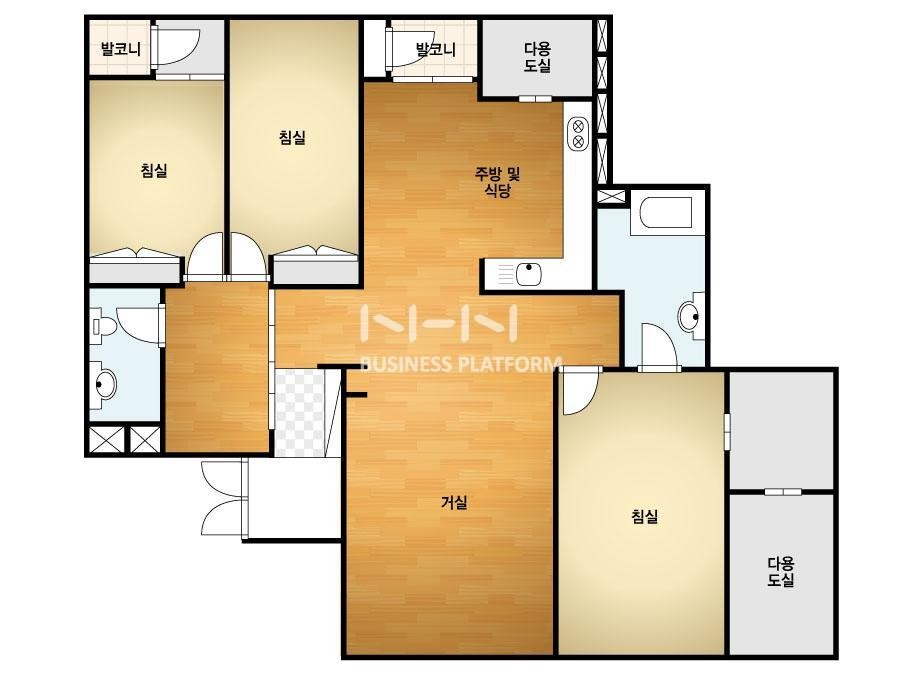 발코니
발코니
다용
도실
침실
침실
주방 및
식당
NHN
BUSINESS PLATFORM
거실
침실
다용
도실